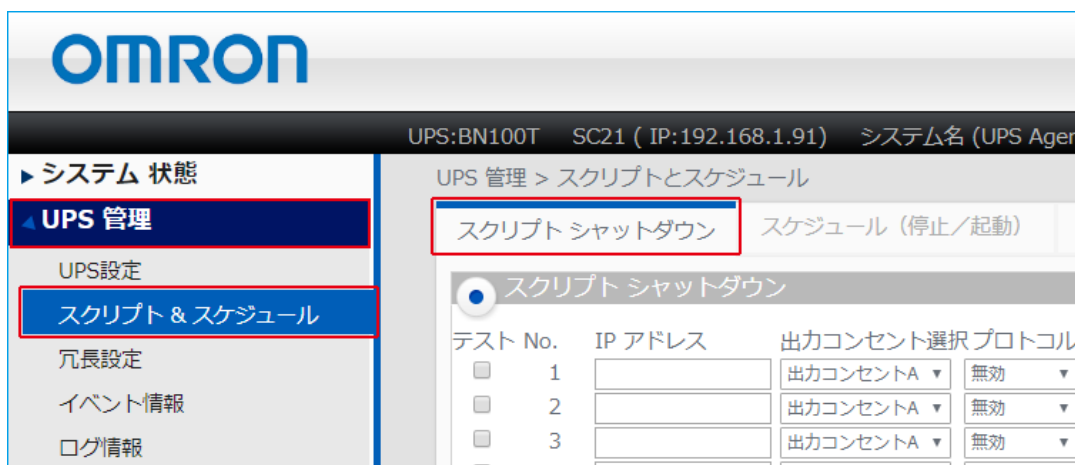 OMRON
UPS:BN100T SC21 ( IP:192.168.1.91) システム名 (UPS Ager
システム 状態
UPS 管理
UPS設定
スクリプト & スケジュール
冗長設定
イベント情報
ログ情報
UPS 管理 > スクリプトとスケジュール
スクリプト シャットダウン スケジュール（停止／起動）
スクリプト シャットダウン
テスト No. IP アドレス 出力コンセント選択 プロトコル
1 出力コンセントA 無効
2 出力コンセントA 無効
3 出力コンセントA 無効